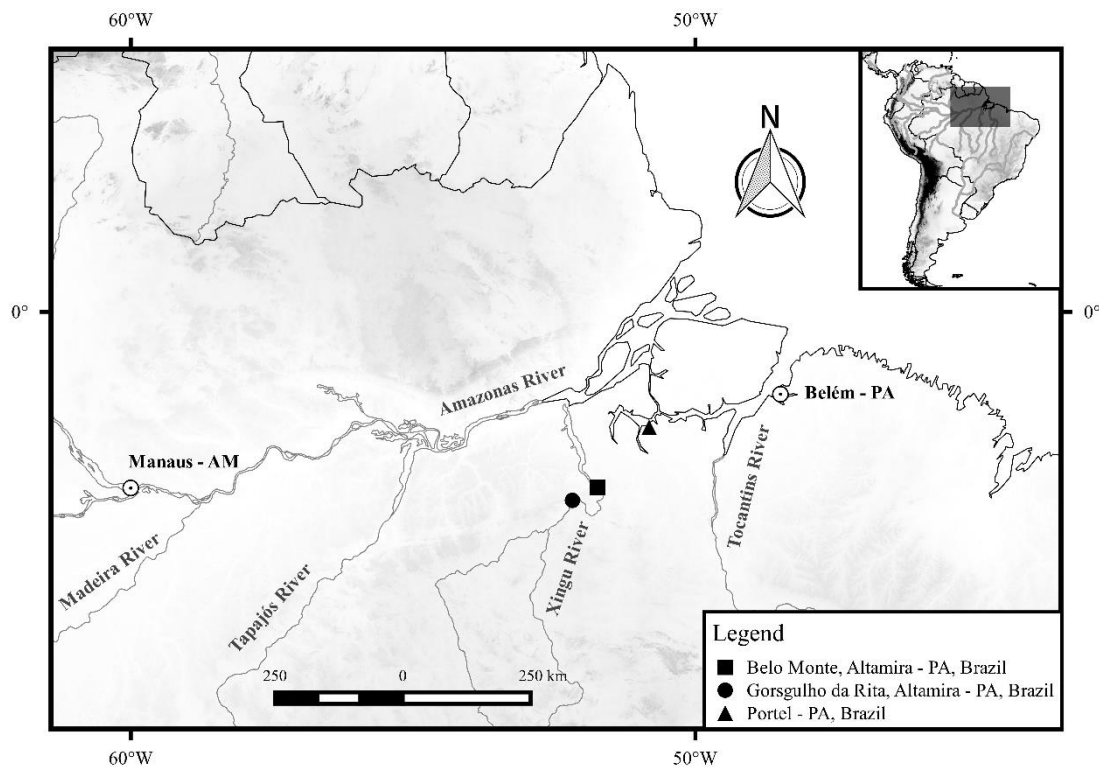 60°W 50°W
N
0° 0°
Amazonas River
Belém - PA
Manaus - AM
Madeira River
Tapajós River
Xingu River
Tocantins River
Legend
Belo Monte, Altamira - PA, Brazil
Gorsgulho da Rita, Altamira - PA, Brazil
Portel - PA, Brazil
250 0 250 km
60°W 50°W